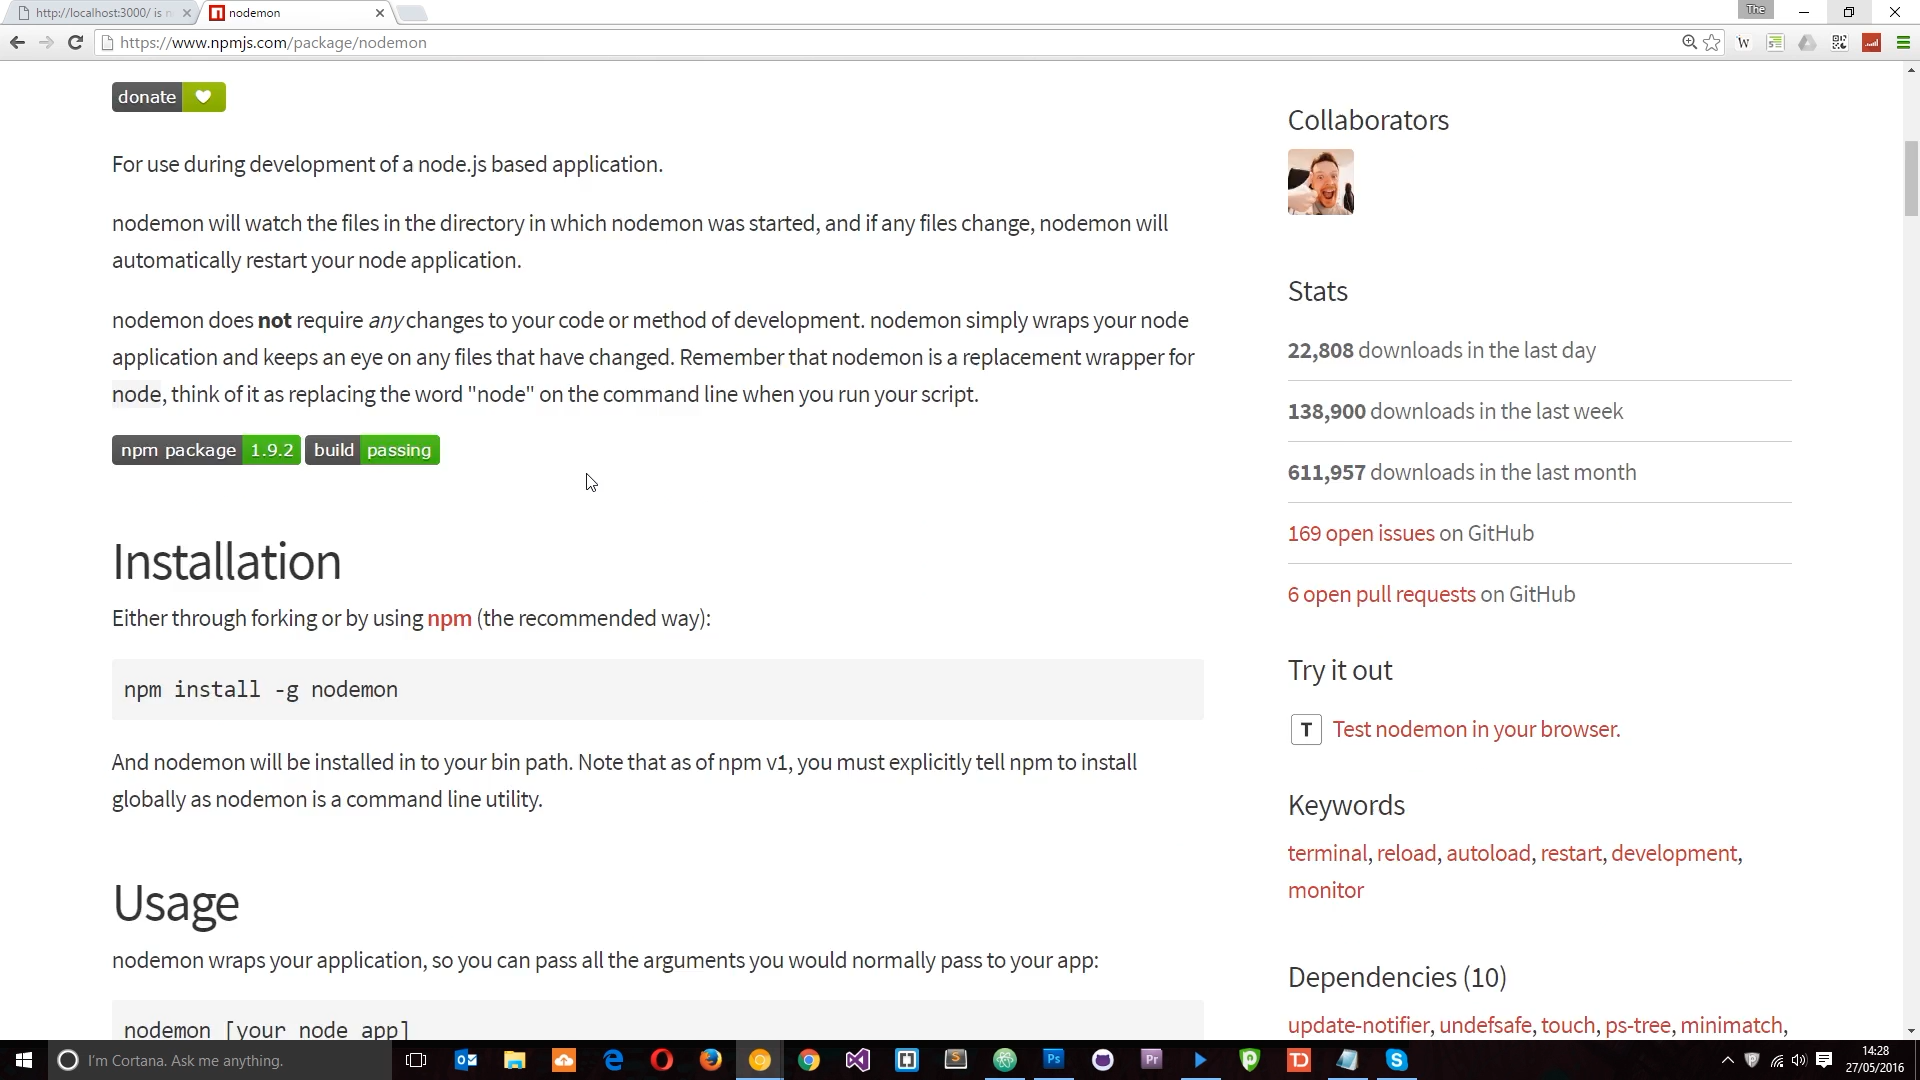 http://localhost:3000/ is
nodemon
The
https://www.npmjs.com/package/nodemon
donate
For use during development of a node.js based application.
nodemon will watch the files in the directory in which nodemon was started, and if any files change, nodemon will
automatically restart your node application.
nodemon does not require any changes to your code or method of development. nodemon simply wraps your node
application and keeps an eye on any files that have changed. Remember that nodemon is a replacement wrapper for
node, think of it as replacing the word "node" on the command line when you run your script.
npm package 1.9.2 build passing
Installation
Either through forking or by using npm (the recommended way):
npm install -g nodemon
And nodemon will be installed in to your bin path. Note that as of npm v1, you must explicitly tell npm to install
globally as nodemon is a command line utility.
Usage
nodemon wraps your application, so you can pass all the arguments you would normally pass to your app:
nodemon [your node app]
Collaborators
Stats
22,808 downloads in the last day
138,900 downloads in the last week
611,957 downloads in the last month
169 open issues on GitHub
6 open pull requests on GitHub
Try it out
T Test nodemon in your browser.
Keywords
terminal, reload, autoload, restart, development,
monitor
Dependencies (10)
update-notifier, undefsafe, touch, ps-tree, minimatch,
I'm Cortana. Ask me anything.
14:28
27/05/2016